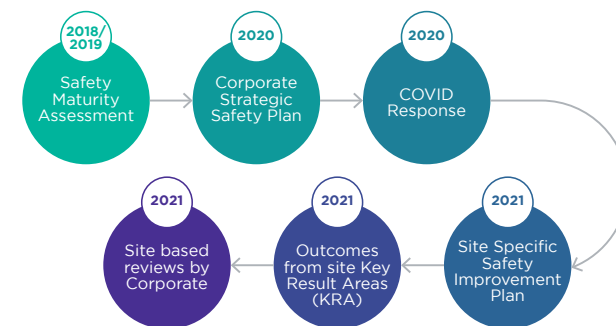 2018/
2019
Safety
Maturity
Assessment
2020
Corporate
Strategic
Safety Plan
2020
COVID
Response
2021
Site Specific
Safety
Improvement
Plan
2021
Outcomes
from site Key
Result Areas
(KRA)
2021
Site based
reviews by
Corporate